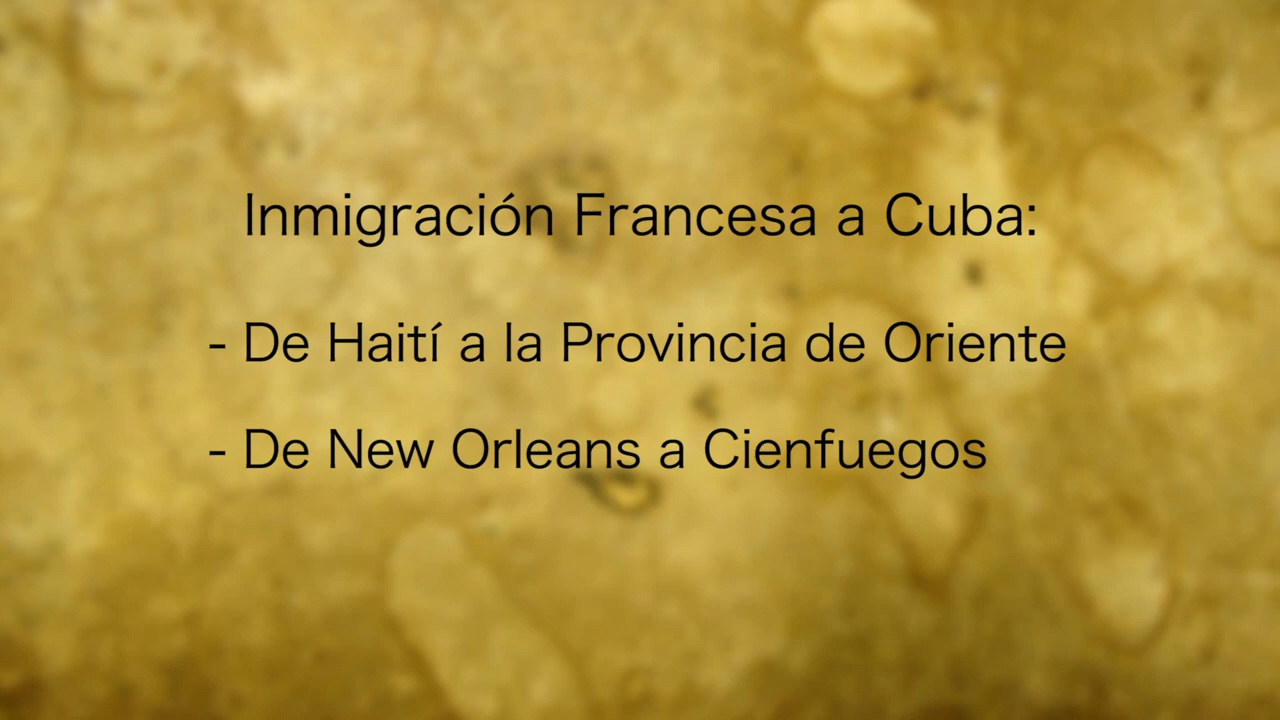 Inmigración Francesa a Cuba:
- De Haití a la Provincia de Oriente
- De New Orleans a Cienfuegos